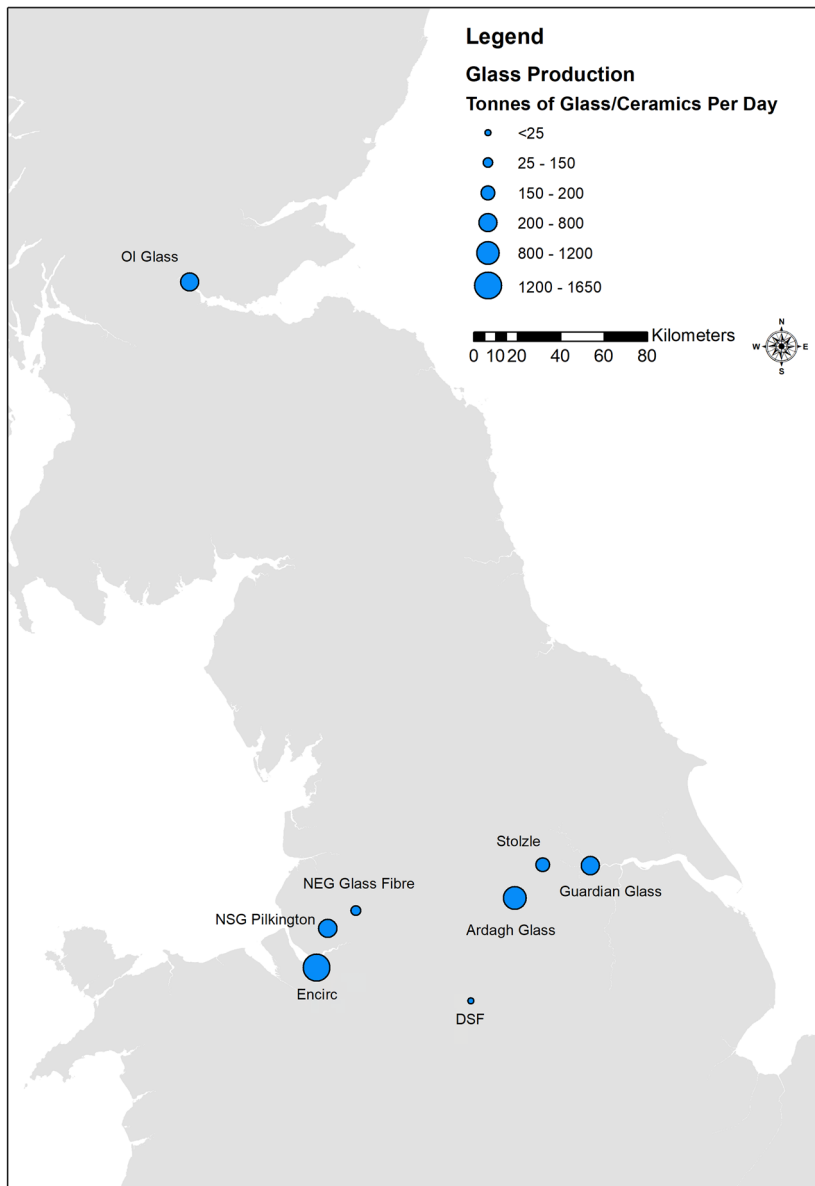 Legend
Glass Production
Tonnes of Glass/Ceramics Per Day
<25
25 - 150
150 - 200
200 - 800
800 - 1200
1200 - 1650
Kilometers
0 10 20 40 60 80
N
W E
S
OI Glass
Stolzle
NEG Glass Fibre
Guardian Glass
NSG Pilkington
Ardagh Glass
Encirc
DSF